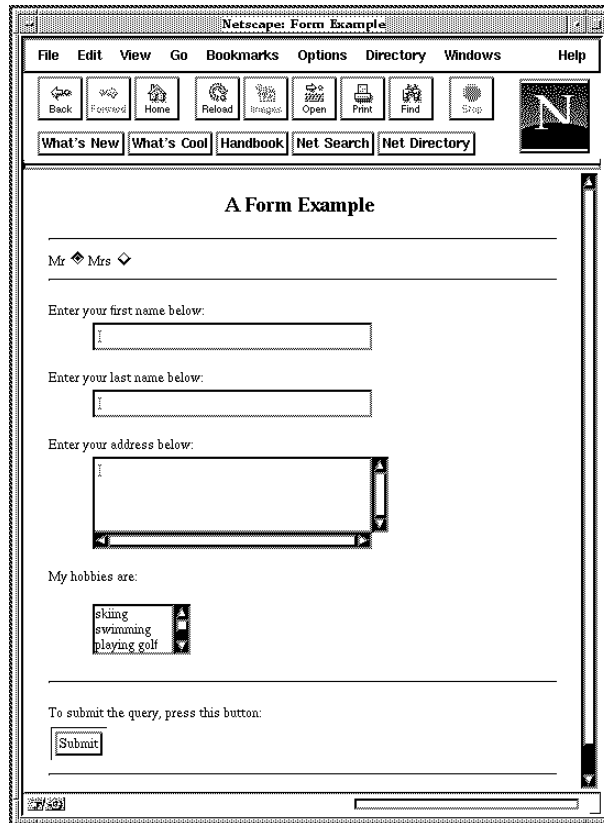 Netscape: Form Example
File Edit View Go Bookmarks Options Directory Windows Help
Back Forward Home Reload Images Open Print Find Stop
N
What's New What's Cool Handbook Net Search Net Directory
A Form Example
Mr Mrs
Enter your first name below:
Enter your last name below:
Enter your address below:
My hobbies are:
skiing
swimming
playing golf
To submit the query, press this button:
Submit